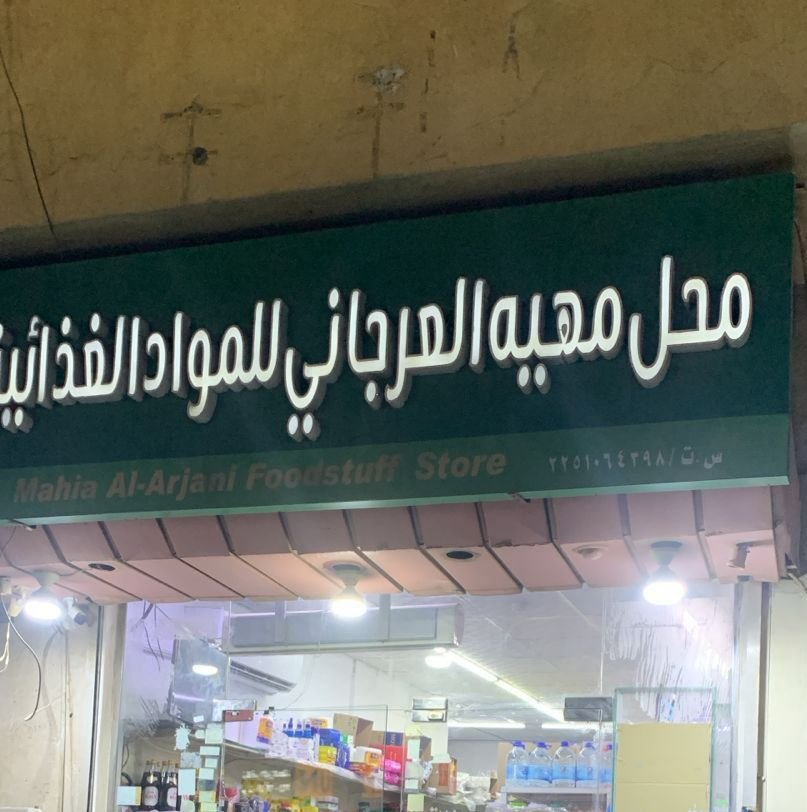 محل مهيه العرجاني للمواد الغذائية
Mahia Al-Arjani Foodstuff Store
س.ت/ ٢٢٥١٠٦٤٣٩٨